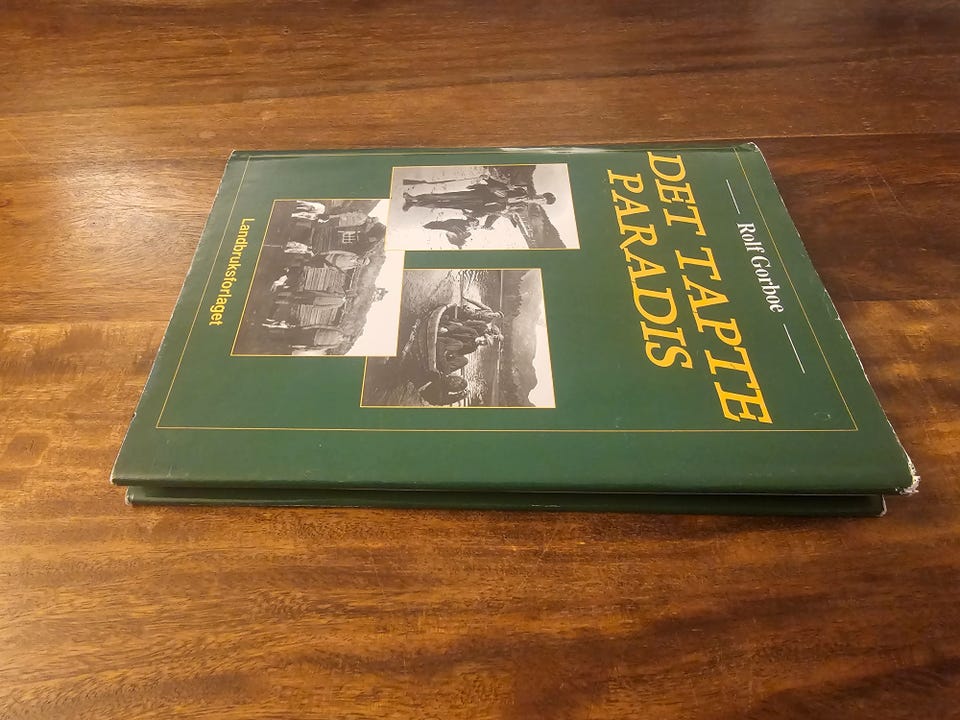 Rolf Gorboe
DET TAPTE
PARADIS
Landbruksforlaget